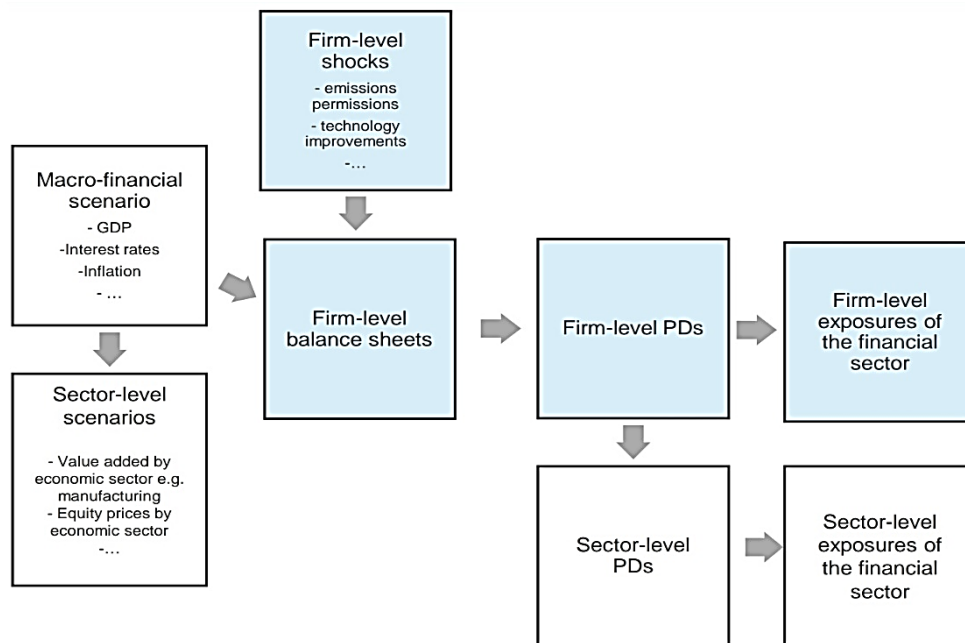 Firm-level
shocks
- emissions
permissions
- technology
improvements
-...
Macro-financial
scenario
- GDP
-Interest rates
-Inflation
- ...
Firm-level
balance sheets
Firm-level PDs
Firm-level
exposures of
the financial
sector
Sector-level
scenarios
- Value added by
economic sector e.g.
manufacturing
- Equity prices by
economic sector
-...
Sector-level
PDs
Sector-level
exposures of
the financial
sector